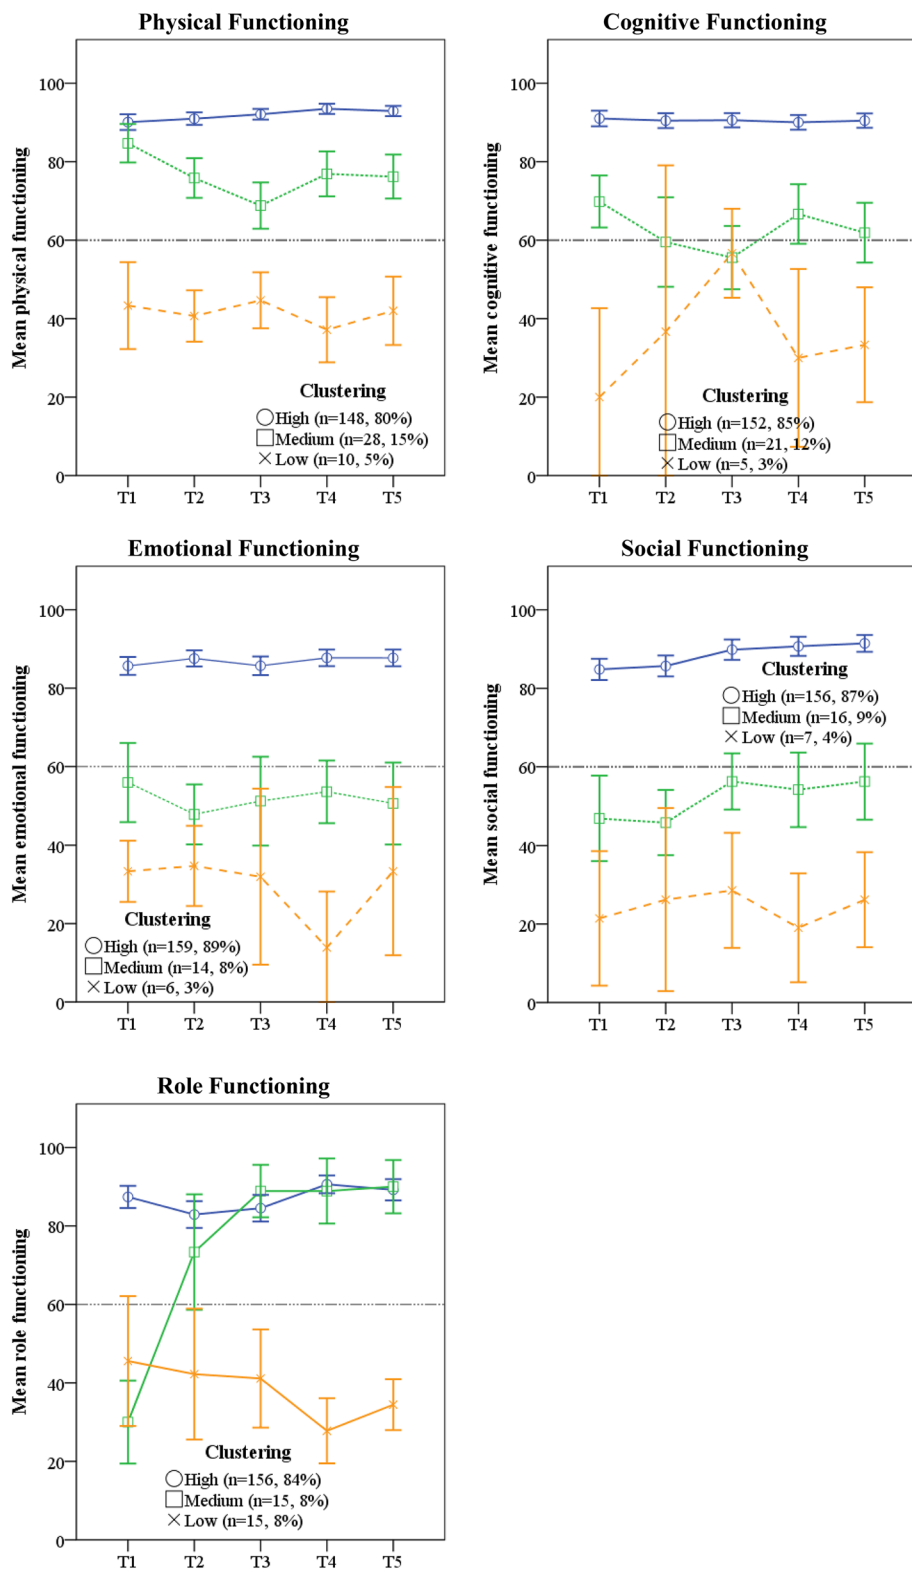 Physical Functioning
Mean physical functioning
100
80
60
40
20
0
Clustering
High (n=148, 80%)
Medium (n=28, 15%)
Low (n=10, 5%)
T1 T2 T3 T4 T5
Cognitive Functioning
Mean cognitive functioning
100
80
60
40
20
0
Clustering
High (n=152, 85%)
Medium (n=21, 12%)
Low (n=5, 3%)
T1 T2 T3 T4 T5
Emotional Functioning
Mean emotional functioning
100
80
60
40
20
0
Clustering
High (n=159, 89%)
Medium (n=14, 8%)
Low (n=6, 3%)
T1 T2 T3 T4 T5
Social Functioning
Mean social functioning
100
80
60
40
20
0
Clustering
High (n=156, 87%)
Medium (n=16, 9%)
Low (n=7, 4%)
T1 T2 T3 T4 T5
Role Functioning
Mean role functioning
100
80
60
40
20
0
Clustering
High (n=156, 84%)
Medium (n=15, 8%)
Low (n=15, 8%)
T1 T2 T3 T4 T5